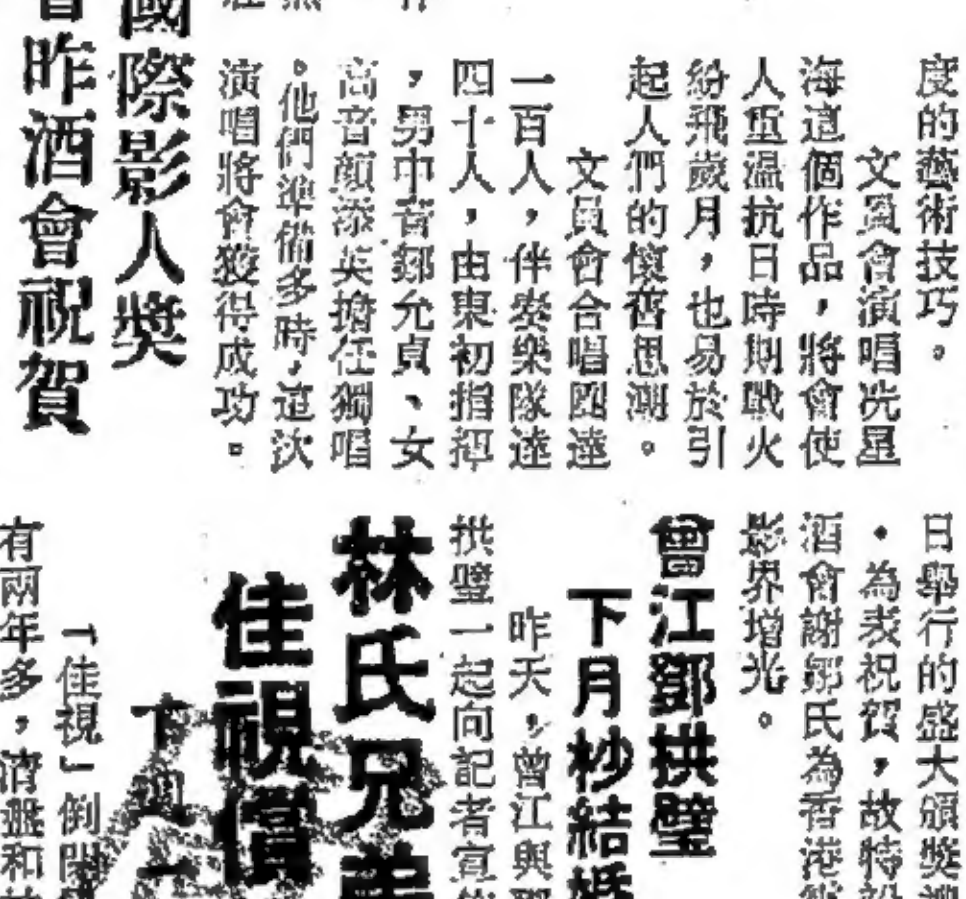 度的藝術技巧。
文員會演唱冼星
海這個作品，將會使
人重溫抗日時期戰火
紛飛歲月，也易於引
起人們的懷舊思潮。
文員會合唱團達
一百人，伴奏樂隊達
四十人，由東初指揮
，男中音鄒允貞、女
高音顏添英擔任獨唱
。他們準備多時，這次
演唱將會獲得成功。
國際影人獎
昨酒會祝賀
日舉行的盛大頒獎
。為表祝賀，故特設
酒會謝鄒氏為香港
影界增光。
曾江鄧拱璧
下月杪結婚
昨天，曾江與鄧
拱璧一起向記者宣
林氏兄弟
佳視償
「佳視」倒閉
有兩年多，清盤和